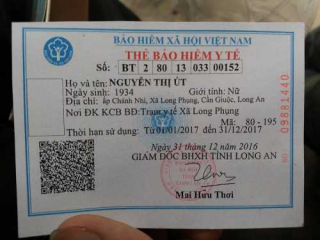 BẢO HIỂM XÃ HỘI VIỆT NAM
THẺ BẢO HIỂM Y TẾ
Số: BT 2 80 13 033 00152
Họ và tên: NGUYỄN THỊ ÚT
Ngày sinh: 1934 Giới tính: Nữ
Địa chỉ: ấp Chánh Nhì, Xã Long Phụng, Cần Giuộc, Long An
Nơi ĐK KCB BĐ: Trạm y tế Xã Long Phụng
Mã: 80 - 195
Thời hạn sử dụng: Từ 01/01/2017 đến 31/12/2017
Ngày 31 tháng 12 năm 2016
GIÁM ĐỐC BHXH TỈNH LONG AN
Mai Hữu Thơi
09881440